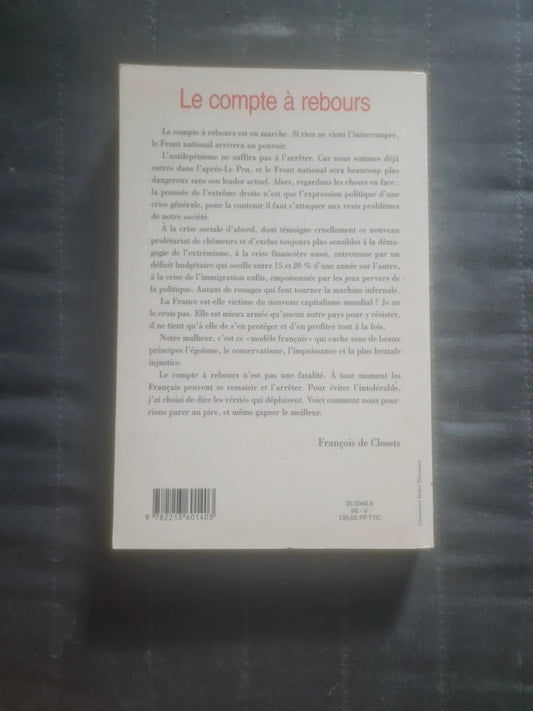 Le compte à rebours
Le compte à rebours est en marche. Si rien ne vient l'interrompre,
le Front national arrivera au pouvoir.
L'antilepénisme ne suffira pas à l'arrêter. Car nous sommes déjà
entrés dans l'après-Le Pen, et le Front national sera beaucoup plus
dangereux sans son leader actuel. Alors, regardons les choses en face :
la poussée de l'extrême droite n'est que l'expression politique d'une
crise générale, pour la contenir il faut s'attaquer aux vrais problèmes
de notre société.
À la crise sociale d'abord, dont témoigne cruellement ce nouveau
prolétariat de chômeurs et d'exclus toujours plus sensibles à la déma-
gogie de l'extrémisme, à la crise financière aussi, entretenue par un
déficit budgétaire qui oscille entre 15 et 20 % d'une année sur l'autre,
à la crise de l'immigration enfin, empoisonnée par les jeux pervers de
la politique. Autant de rouages qui font tourner la machine infernale.
La France est-elle victime du nouveau capitalisme mondial ? Je ne
le crois pas. Elle est mieux armée qu'aucun autre pays pour y résister,
il ne tient qu'à elle de s'en protéger et d'en profiter tout à la fois.
Notre malheur, c'est ce «modèle français» qui cache sous de beaux
principes l'égoïsme, le conservatisme, l'impuissance et la plus brutale
injustice.
Le compte à rebours n'est pas une fatalité. À tout moment les
Français peuvent se ressaisir et l'arrêter. Pour éviter l'intolérable,
j'ai choisi de dire les vérités qui déplaisent. Voici comment nous pour-
rions parer au pire, et même gagner le meilleur.
François de Closets
9 782213 601403
35.0340.6
98 - V
135,00 FF TTC